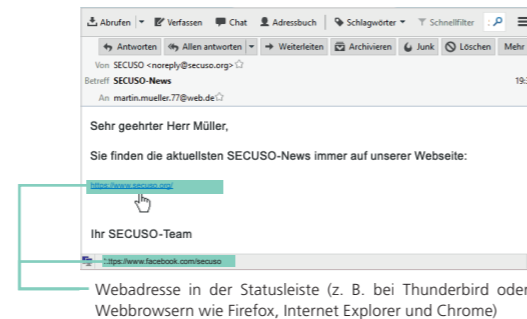 Abrufen Verfassen Chat Adressbuch Schlagwörter Schnellfilter
Antworten Allen antworten Weiterleiten Archivieren Junk Löschen Mehr
Von SECUSO <noreply@secuso.org>
Betreff SECUSO-News
An martin.mueller.77@web.de
Sehr geehrter Herr Müller,
Sie finden die aktuellsten SECUSO-News immer auf unserer Webseite:
https://www.secuso.org/
Ihr SECUSO-Team
https://www.facebook.com/secuso
Webadresse in der Statusleiste (z. B. bei Thunderbird oder
Webbrowsern wie Firefox, Internet Explorer und Chrome)